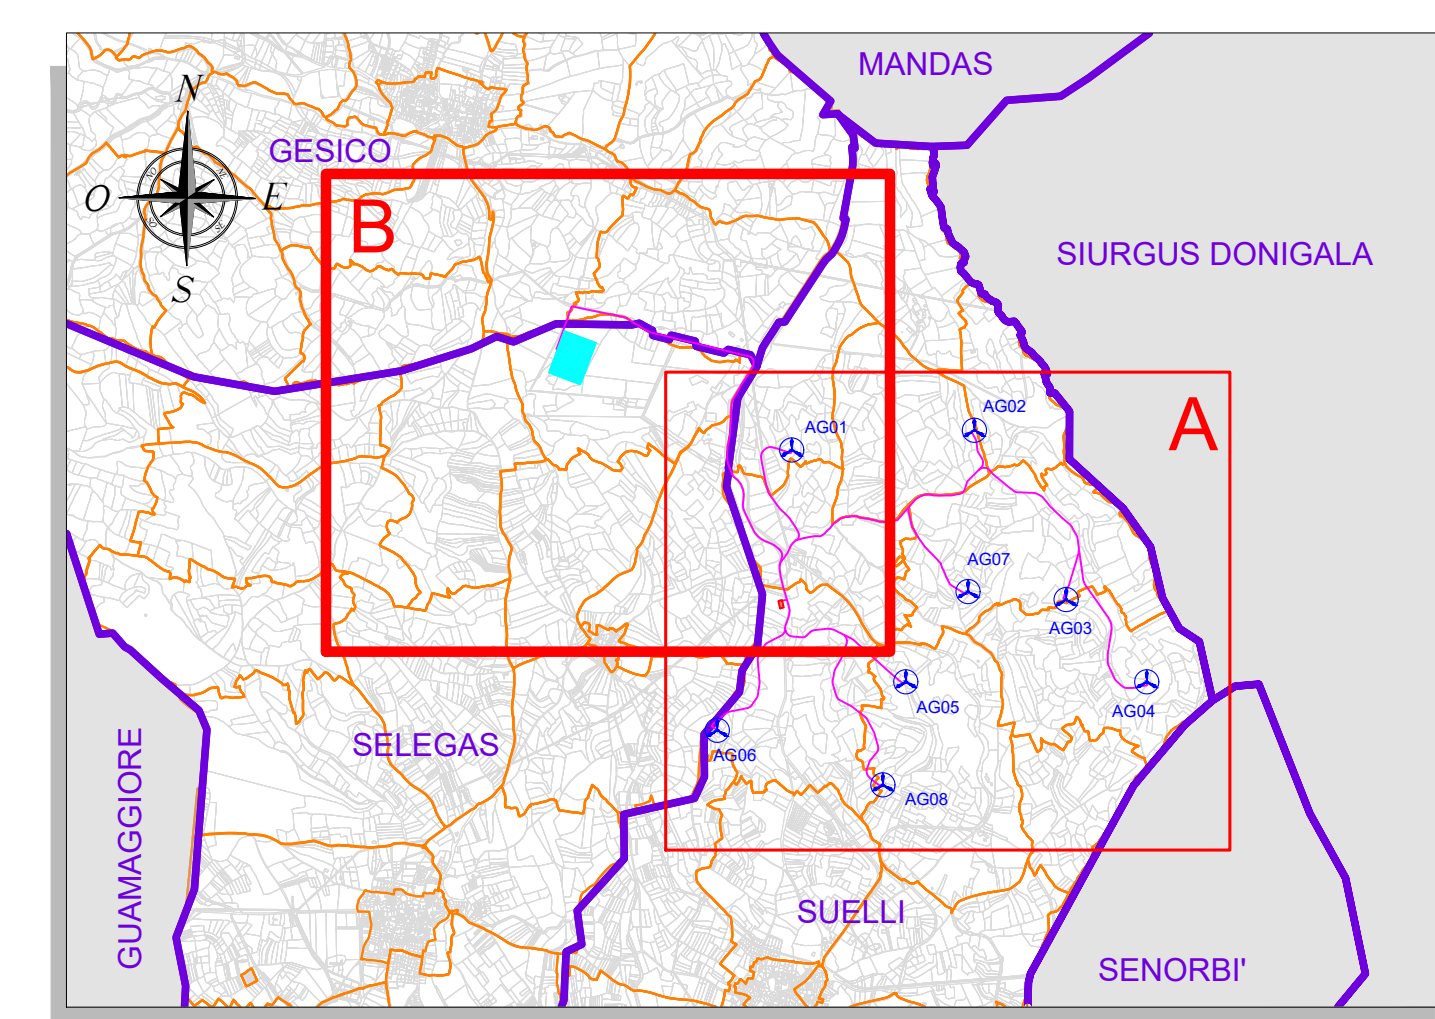 MANDAS
N
GESICO
O
E
S
B
SIURGUS DONIGALA
A
AG02
AG01
AG07
AG03
AG05
AG04
AG06
AG08
SELEGAS
GUAMAGGIORE
SUELLI
SENORBI'